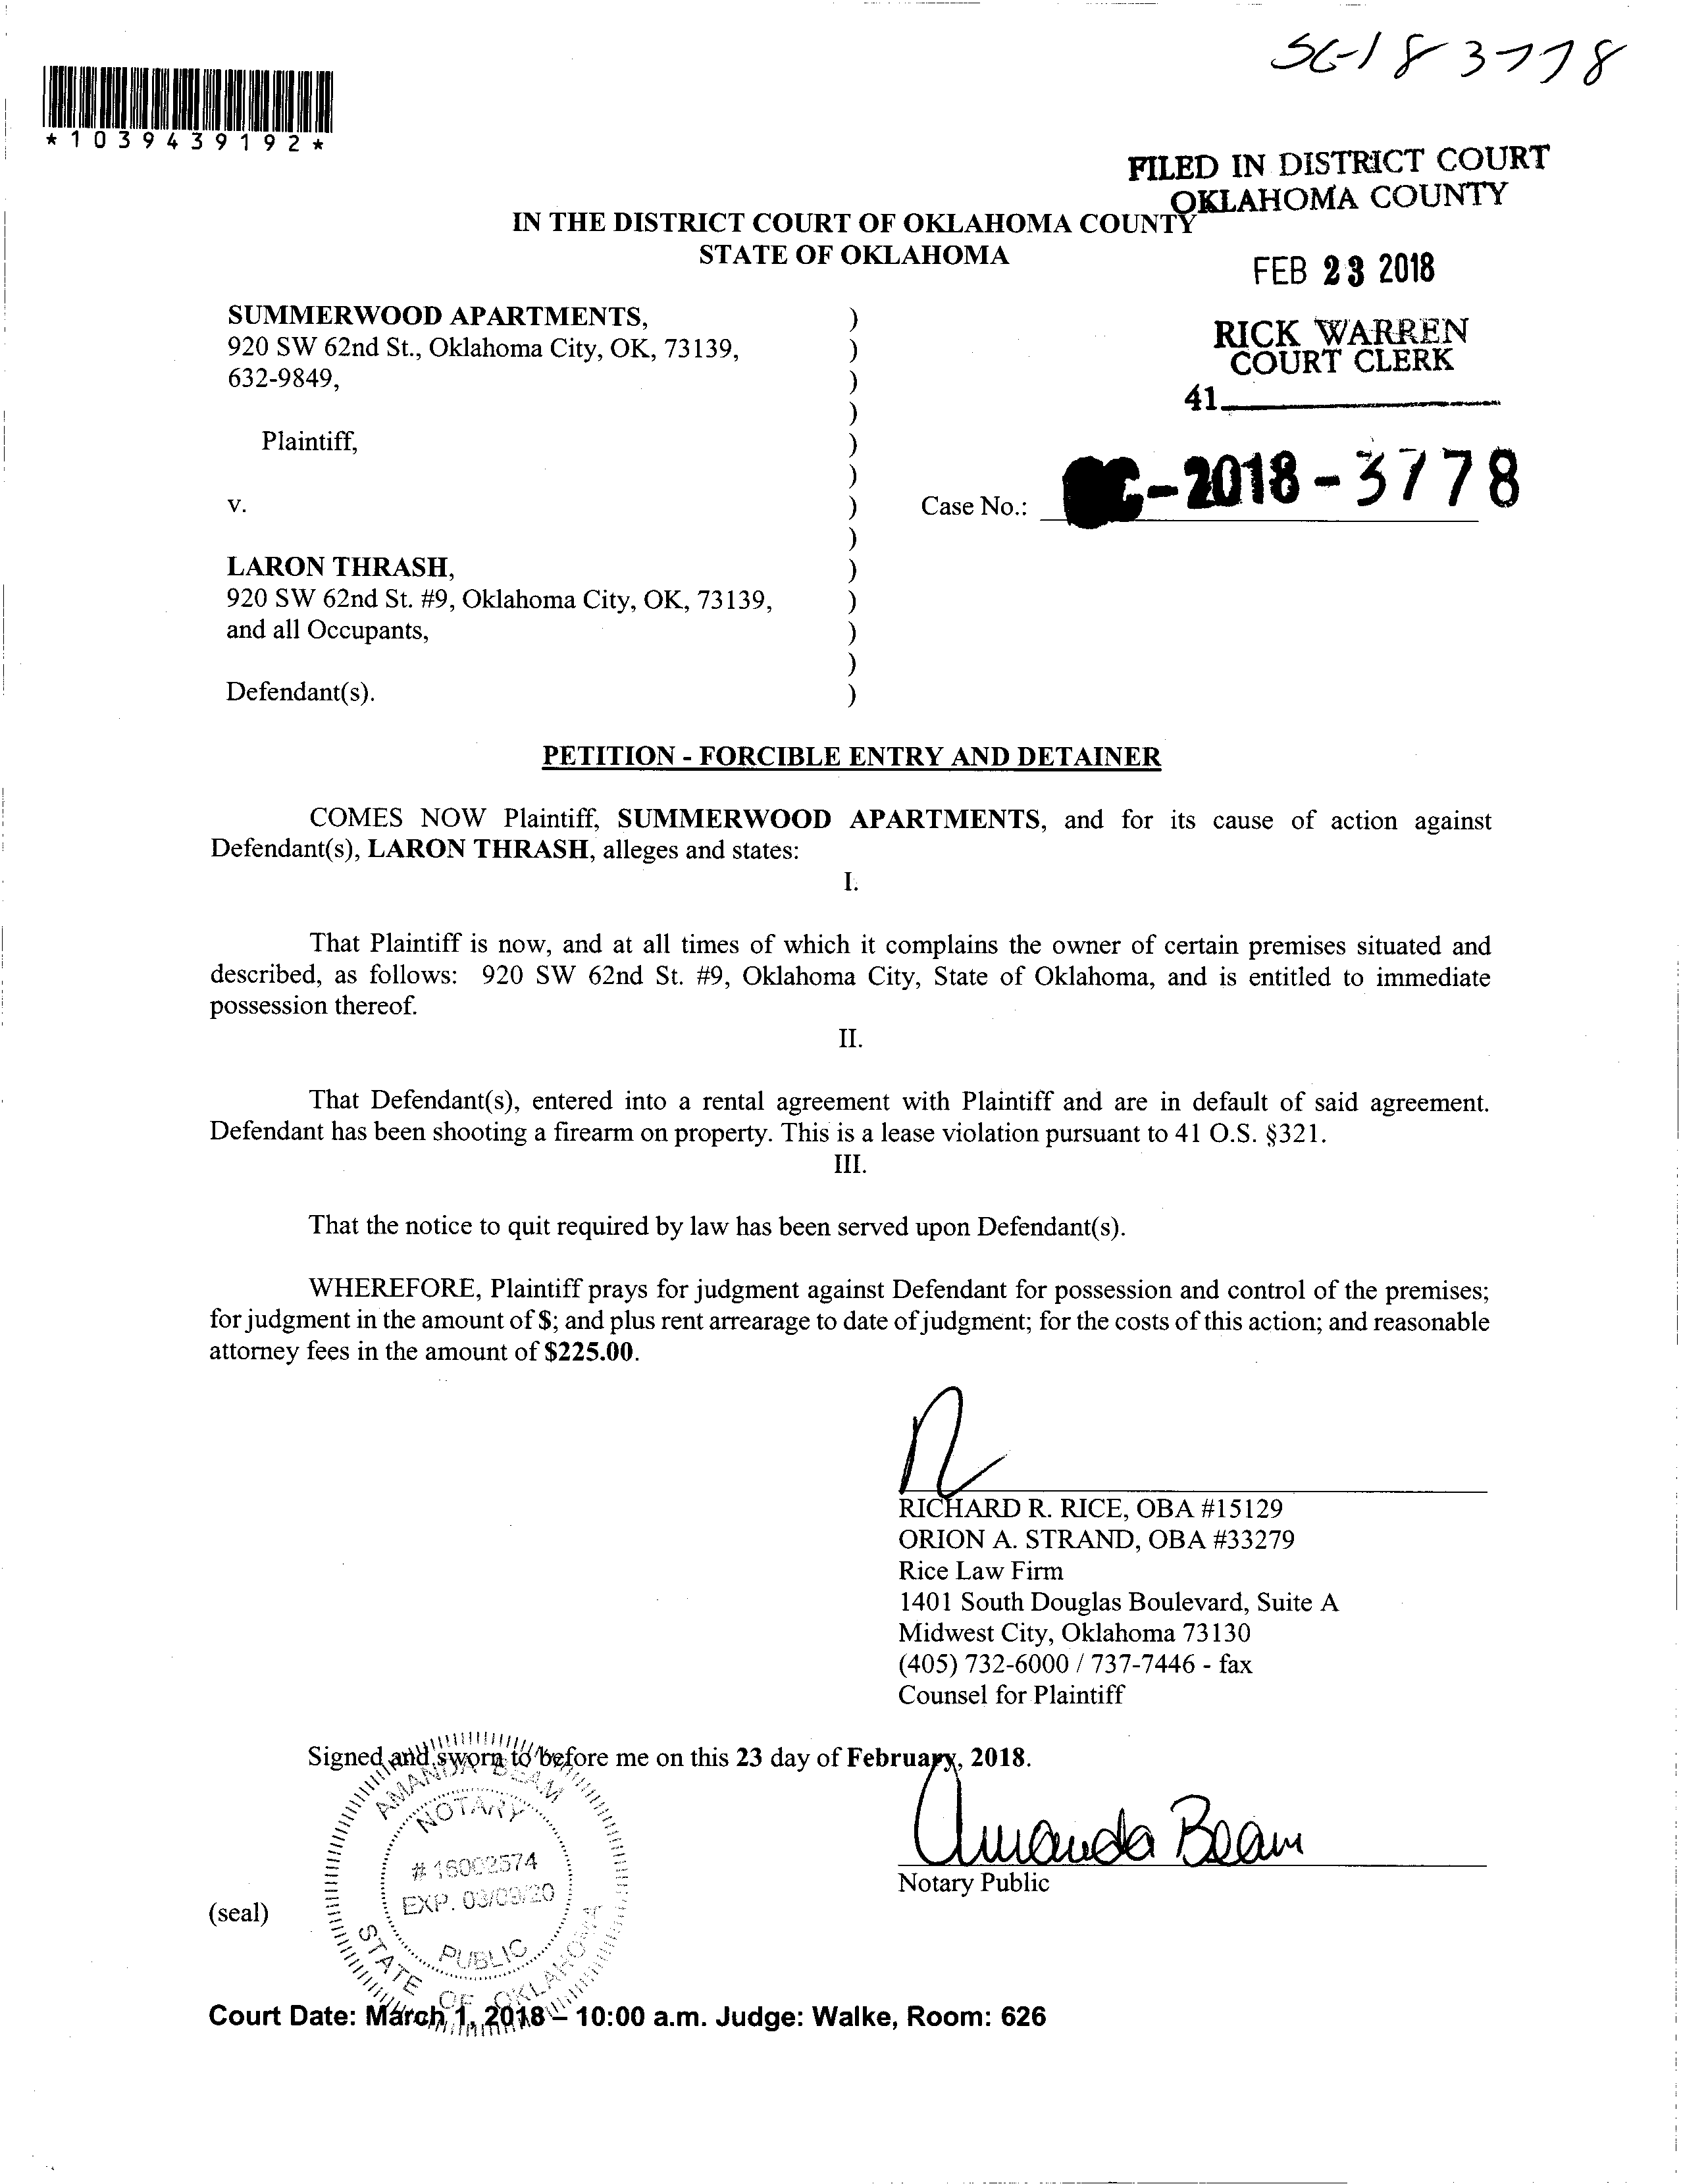 SC-18 3778
*1039439192*
FILED IN DISTRICT COURT
OKLAHOMA COUNTY
IN THE DISTRICT COURT OF OKLAHOMA COUNTY
STATE OF OKLAHOMA
FEB 23 2018
RICK WARREN
COURT CLERK
41
SUMMERWOOD APARTMENTS,
920 SW 62nd St., Oklahoma City, OK, 73139,
632-9849,
Plaintiff,
v.
Case No.: C-2018-3778
LARON THRASH,
920 SW 62nd St. #9, Oklahoma City, OK, 73139,
and all Occupants,
Defendant(s).
PETITION - FORCIBLE ENTRY AND DETAINER
COMES NOW Plaintiff, SUMMERWOOD APARTMENTS, and for its cause of action against
Defendant(s), LARON THRASH, alleges and states:
I.
That Plaintiff is now, and at all times of which it complains the owner of certain premises situated and
described, as follows: 920 SW 62nd St. #9, Oklahoma City, State of Oklahoma, and is entitled to immediate
possession thereof.
II.
That Defendant(s), entered into a rental agreement with Plaintiff and are in default of said agreement.
Defendant has been shooting a firearm on property. This is a lease violation pursuant to 41 O.S. §321.
III.
That the notice to quit required by law has been served upon Defendant(s).
WHEREFORE, Plaintiff prays for judgment against Defendant for possession and control of the premises;
for judgment in the amount of $; and plus rent arrearage to date of judgment; for the costs of this action; and reasonable
attorney fees in the amount of $225.00.
RICHARD R. RICE, OBA #15129
ORION A. STRAND, OBA #33279
Rice Law Firm
1401 South Douglas Boulevard, Suite A
Midwest City, Oklahoma 73130
(405) 732-6000 / 737-7446 - fax
Counsel for Plaintiff
Signed and sworn to before me on this 23 day of February, 2018.
Amanda Beam
Notary Public
(seal)
AMANDA BEAM
NOTARY
# 16002574
EXP. 03/09/20
PUBLIC
STATE OF OKLAHOMA
Court Date: March 1, 2018 – 10:00 a.m. Judge: Walke, Room: 626